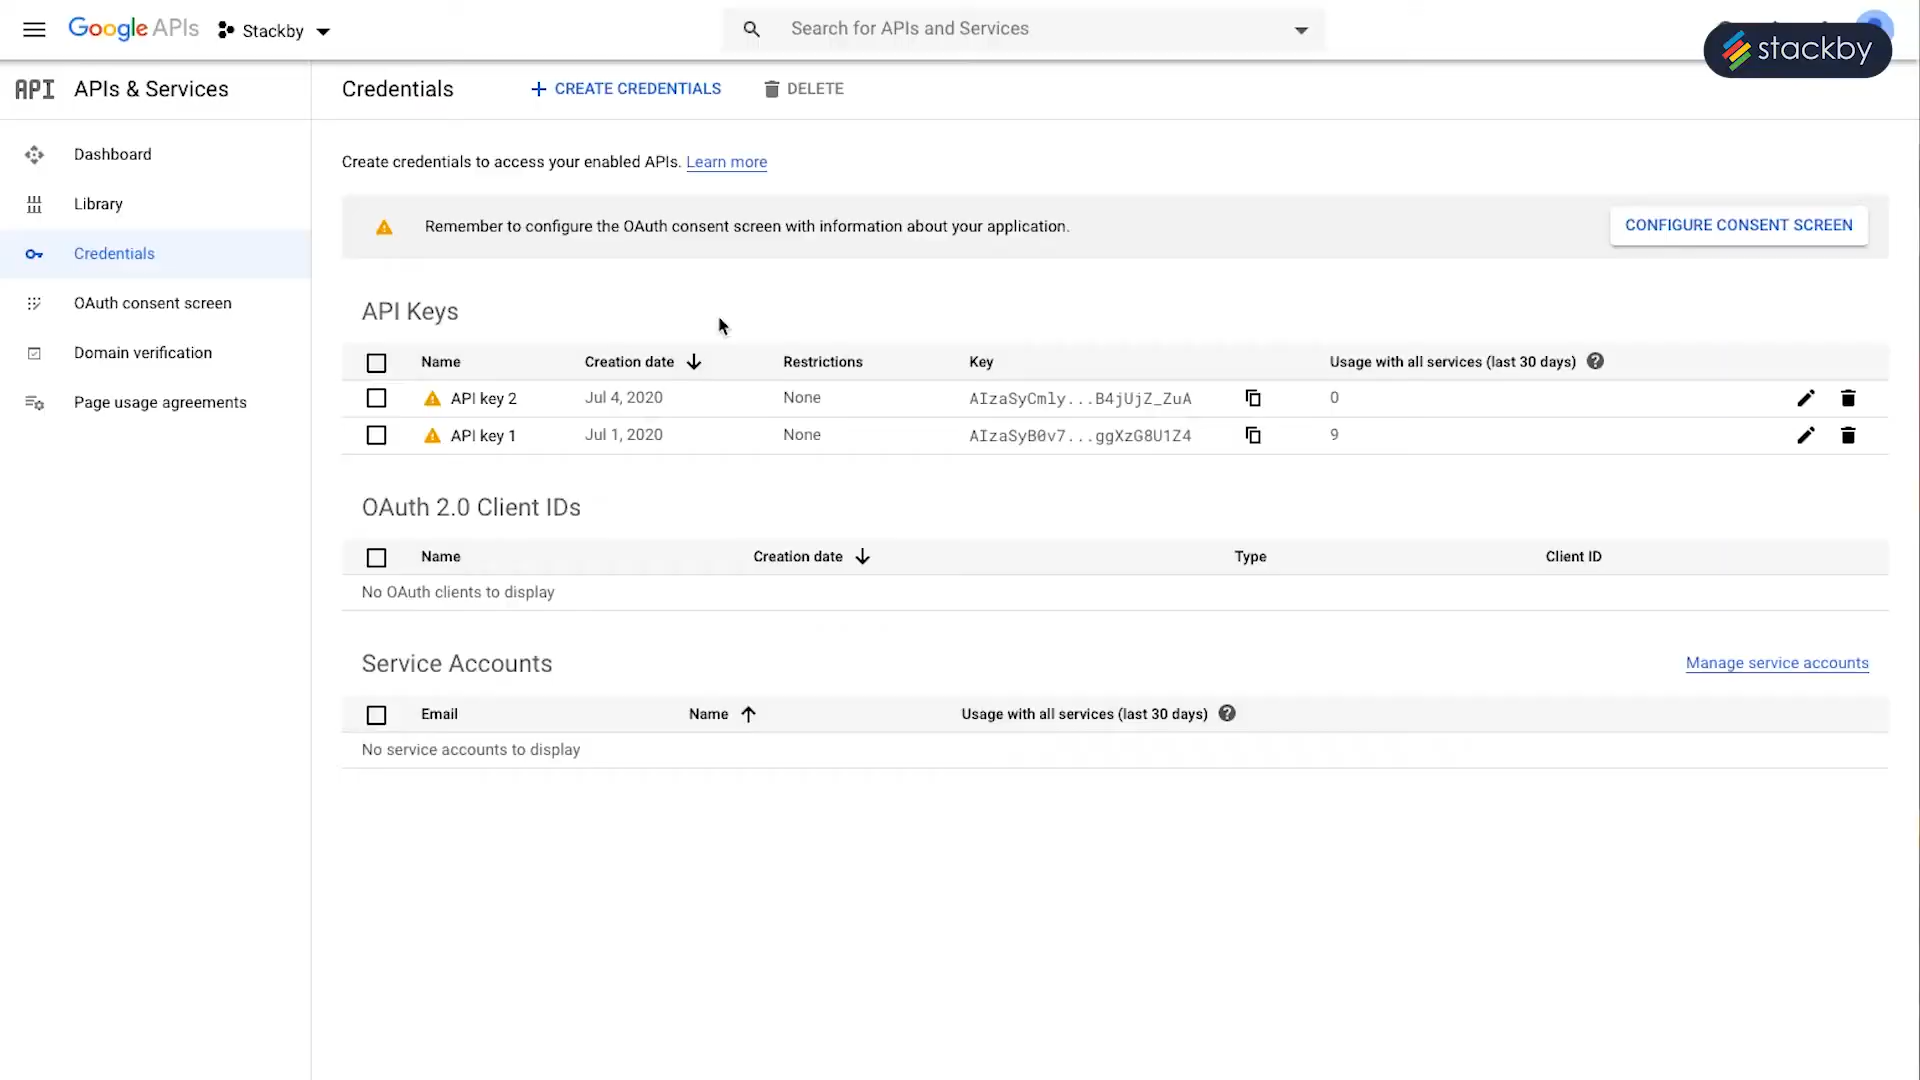 Google APIs
Stackby
Search for APIs and Services
stackby
API APIs & Services
Credentials
CREATE CREDENTIALS
DELETE
Dashboard
Library
Credentials
OAuth consent screen
Domain verification
Page usage agreements
Create credentials to access your enabled APIs. Learn more
Remember to configure the OAuth consent screen with information about your application.
CONFIGURE CONSENT SCREEN
API Keys
Name Creation date Restrictions Key Usage with all services (last 30 days)
API key 2 Jul 4, 2020 None AIzaSyCmly...B4jUjZ_ZuA 0
API key 1 Jul 1, 2020 None AIzaSyB0v7...ggXzG8U1Z4 9
OAuth 2.0 Client IDs
Name Creation date Type Client ID
No OAuth clients to display
Service Accounts
Manage service accounts
Email Name Usage with all services (last 30 days)
No service accounts to display